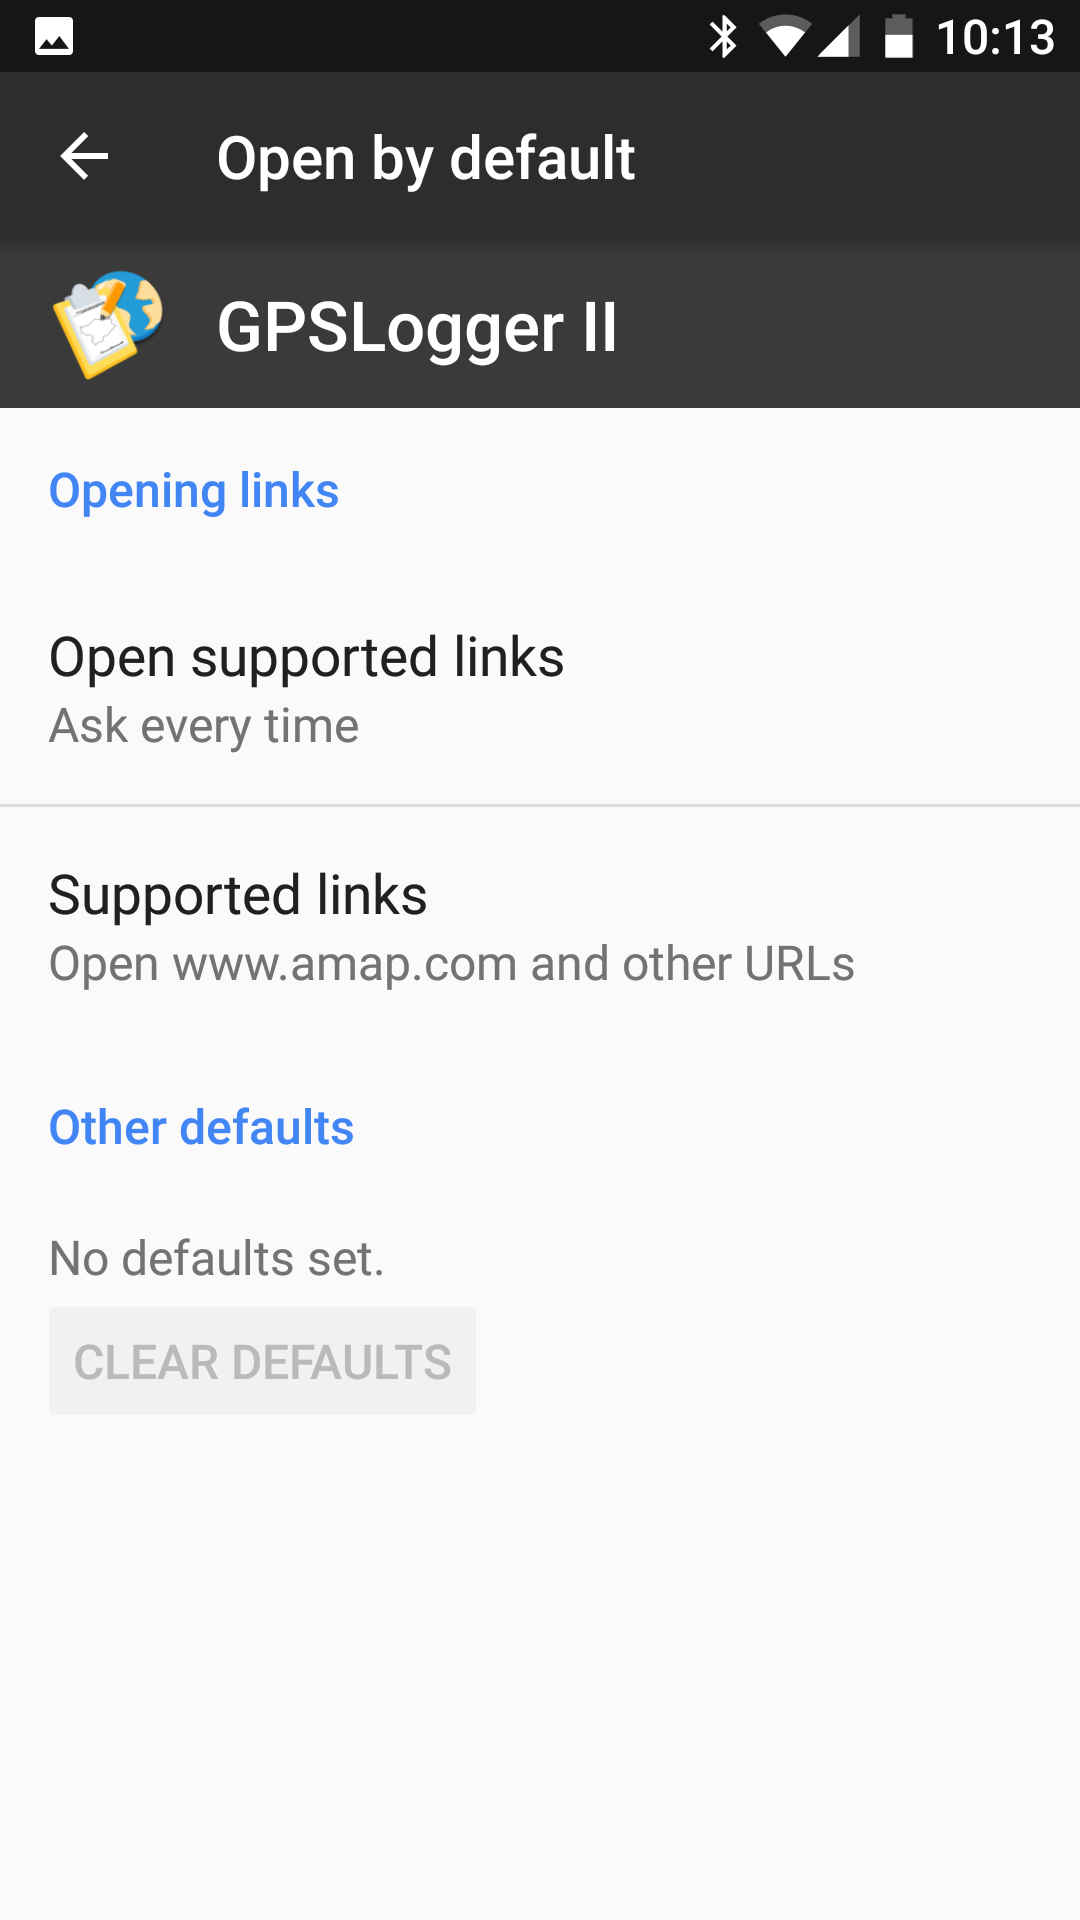 10:13
Open by default
GPSLogger II
Opening links
Open supported links
Ask every time
Supported links
Open www.amap.com and other URLs
Other defaults
No defaults set.
CLEAR DEFAULTS